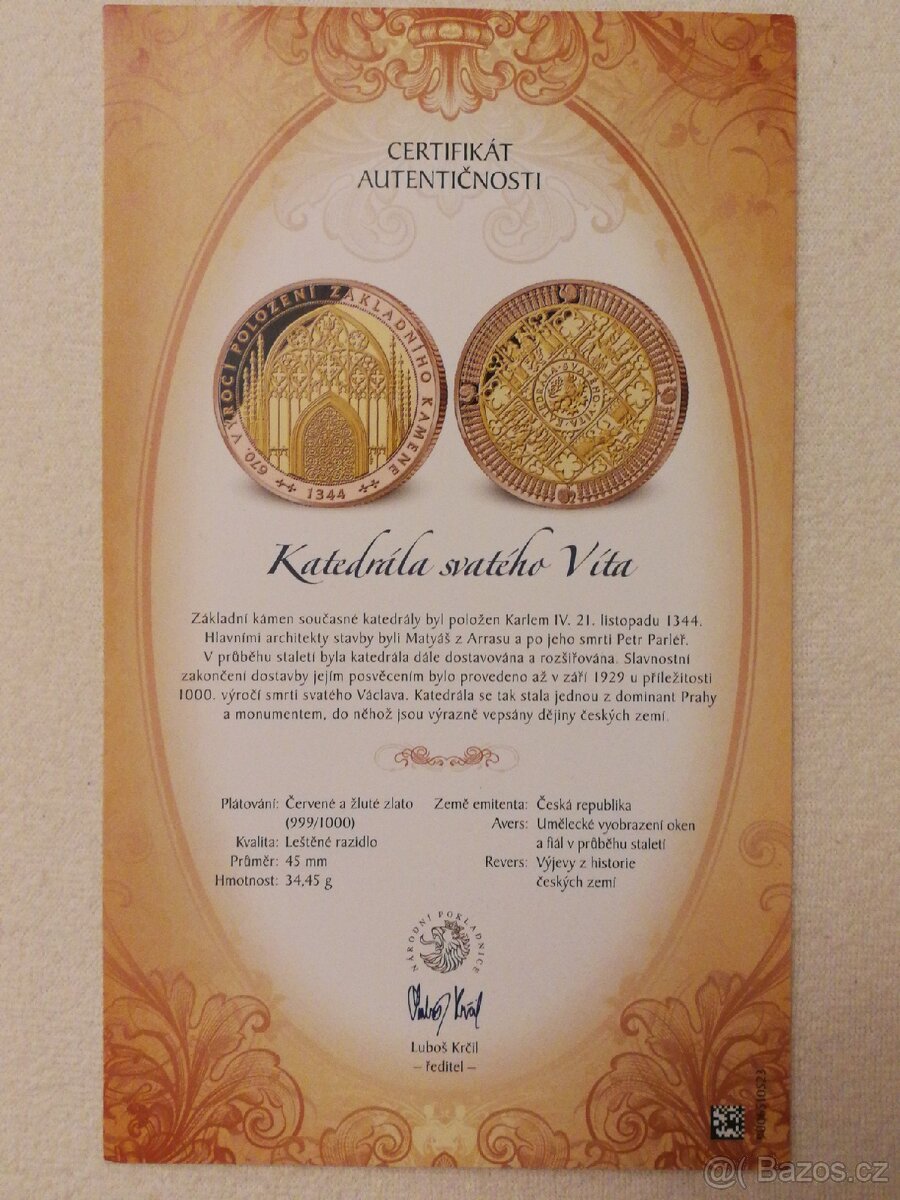 CERTIFIKÁT
AUTENTIČNOSTI
670. VÝROČÍ POLOŽENÍ ZÁKLADNÍHO KAMENE
1344
KATEDRÁLA SVATÉHO VÍTA
Katedrála svatého Víta
Základní kámen současné katedrály byl položen Karlem IV. 21. listopadu 1344.
Hlavními architekty stavby byli Matyáš z Arrasu a po jeho smrti Petr Parléř.
V průběhu staletí byla katedrála dále dostavována a rozšiřována. Slavnostní
zakončení dostavby jejím posvěcením bylo provedeno až v září 1929 u příležitosti
1000. výročí smrti svatého Václava. Katedrála se tak stala jednou z dominant Prahy
a monumentem, do něhož jsou výrazně vepsány dějiny českých zemí.
Plátování: Červené a žluté zlato
(999/1000)
Kvalita: Leštěné razidlo
Průměr: 45 mm
Hmotnost: 34,45 g
Země emitenta: Česká republika
Avers: Umělecké vyobrazení oken
a fiál v průběhu staletí
Revers: Výjevy z historie
českých zemí
NÁRODNÍ POKLADNICE
Luboš Krčil
Luboš Krčil
– ředitel –
@( Bazos.cz